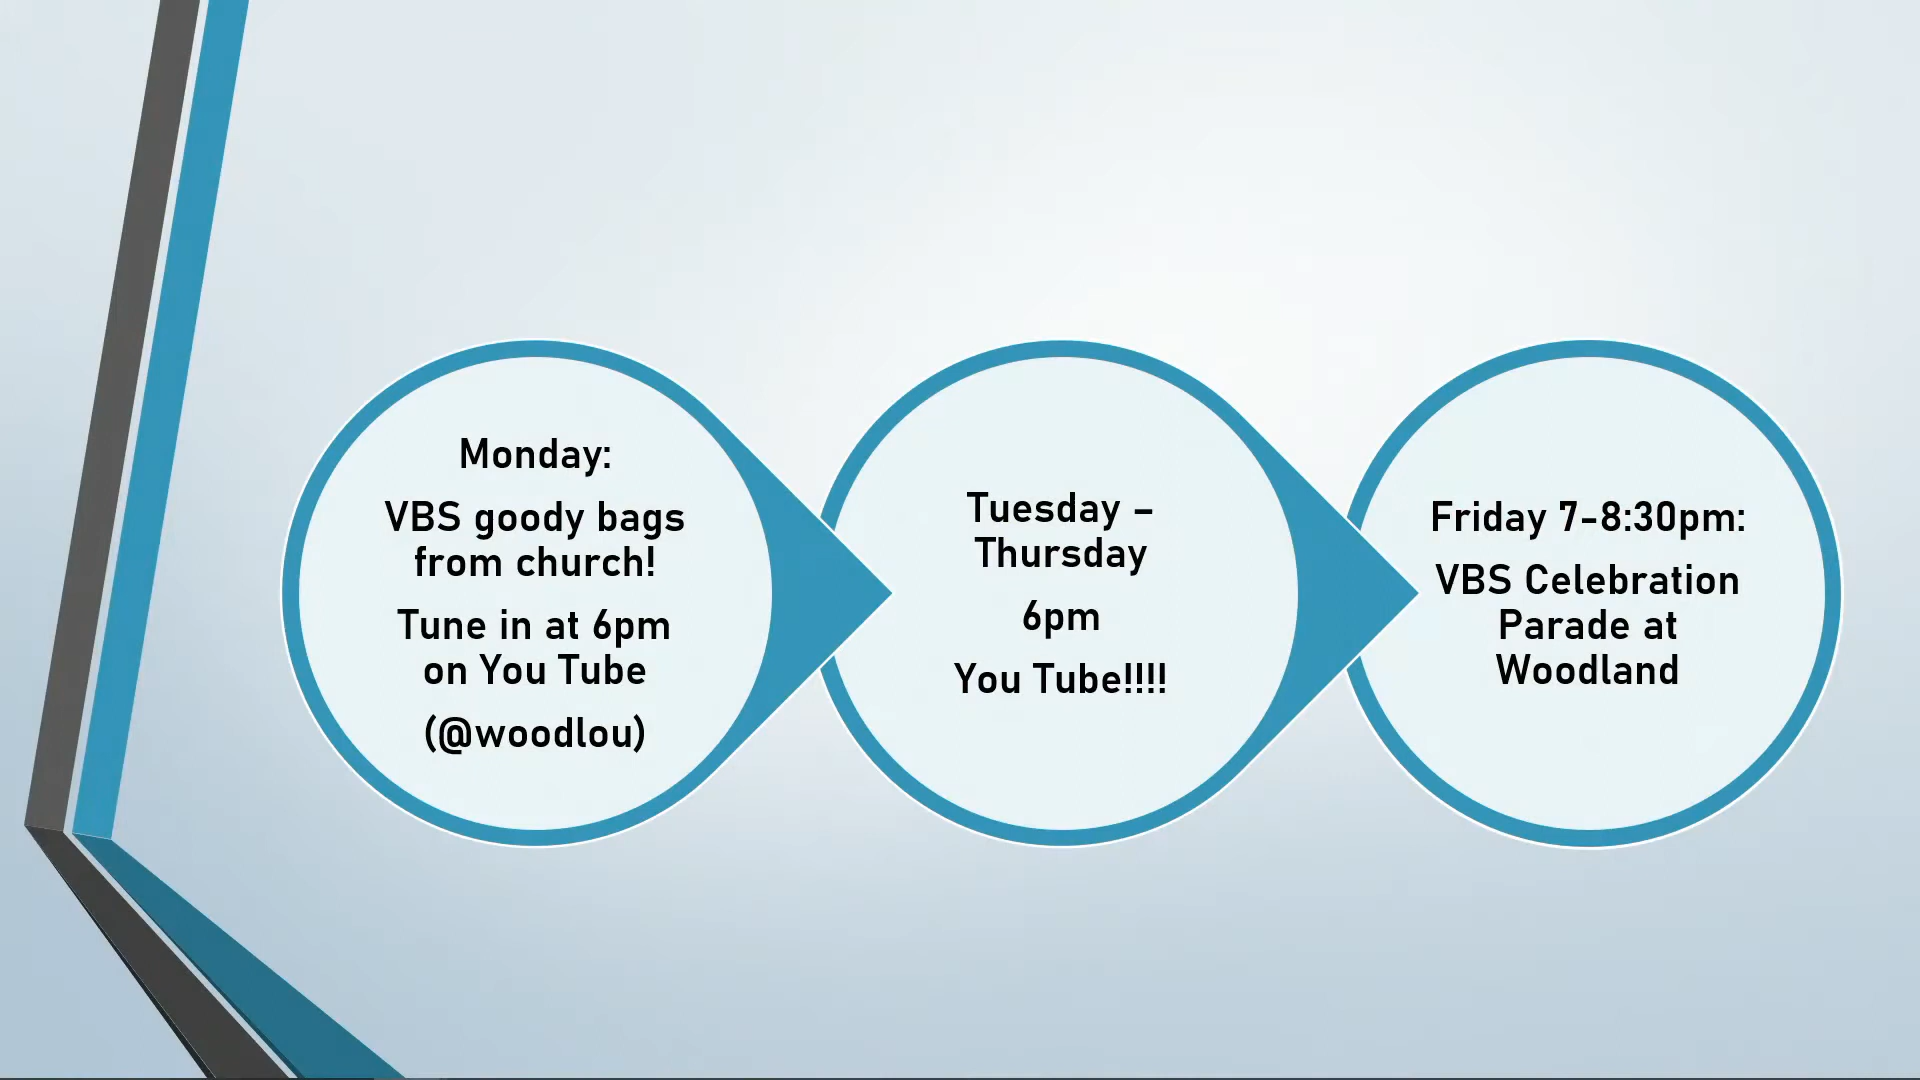 Monday:
VBS goody bags
from church!
Tune in at 6pm
on You Tube
(@woodlou)
Tuesday –
Thursday
6pm
You Tube!!!!
Friday 7-8:30pm:
VBS Celebration
Parade at
Woodland